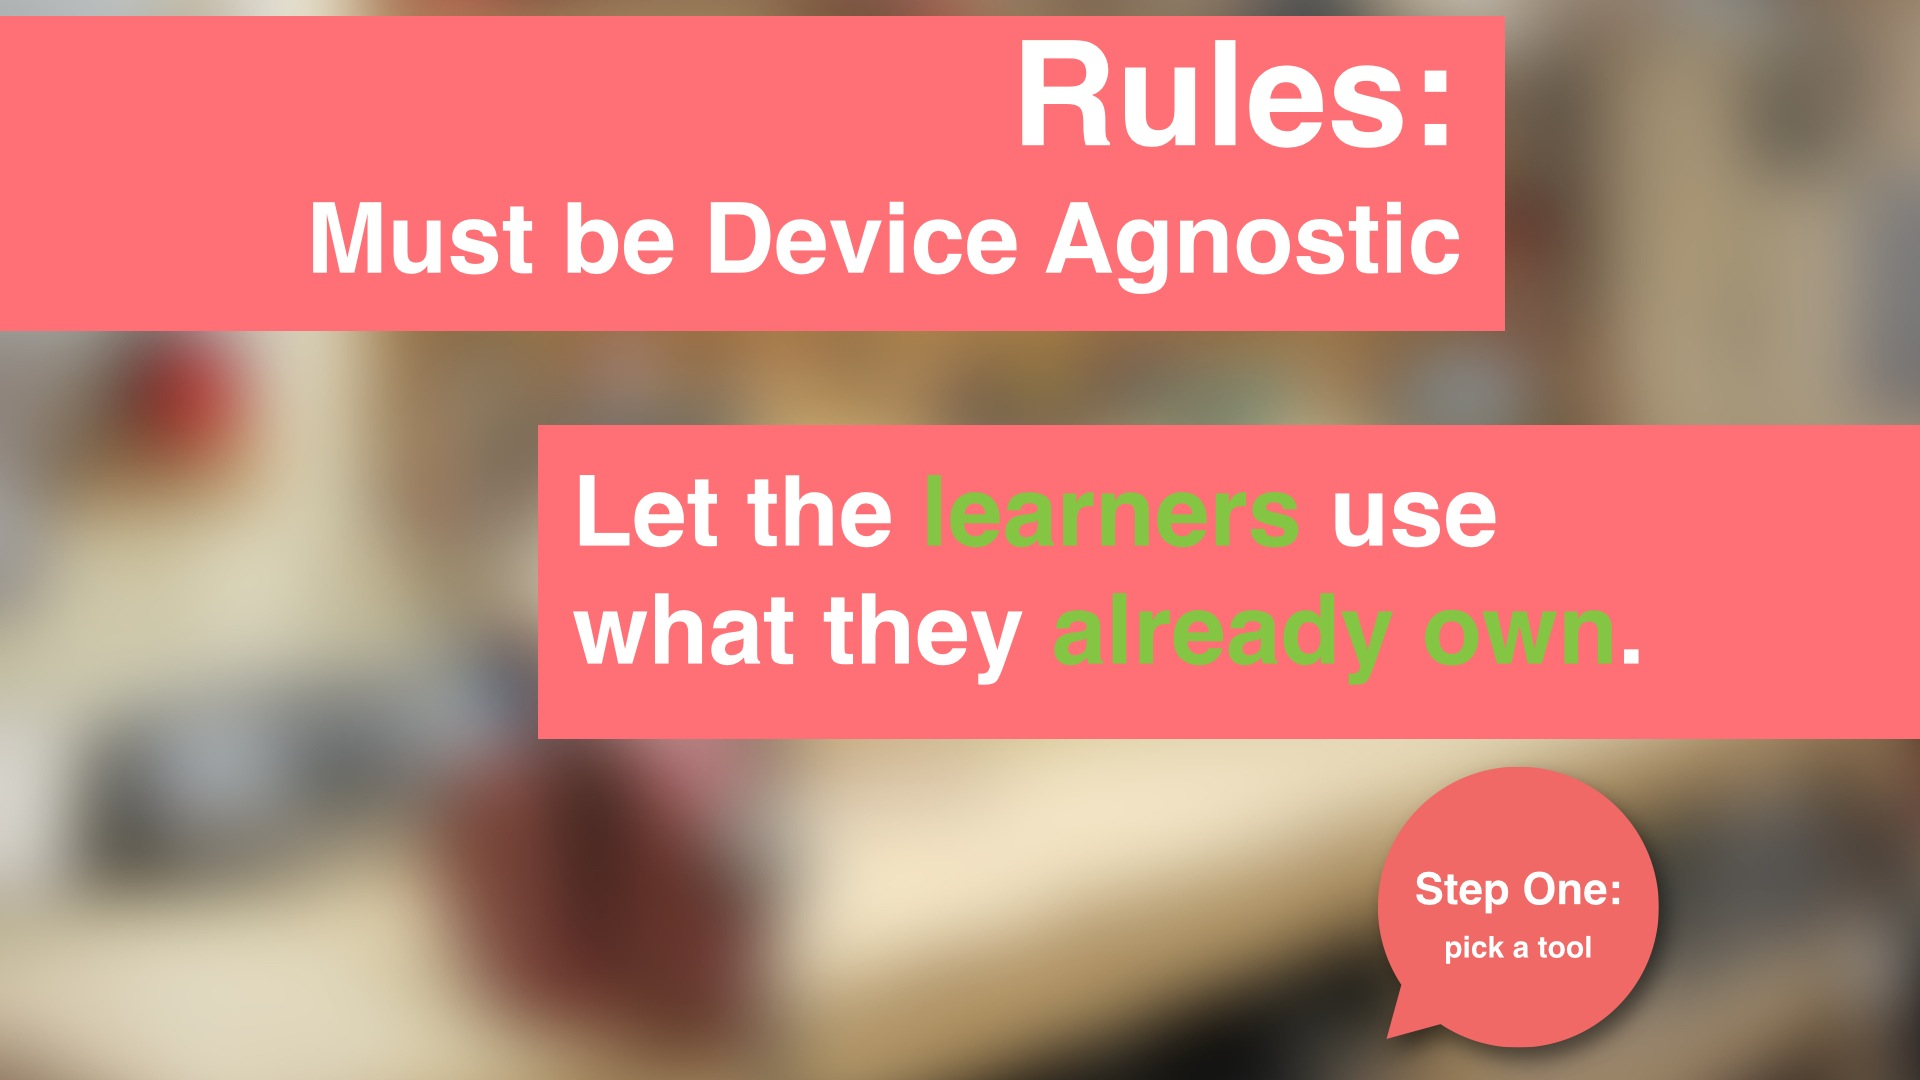 Rules:
Must be Device Agnostic
Let the learners use
what they already own.
Step One:
pick a tool